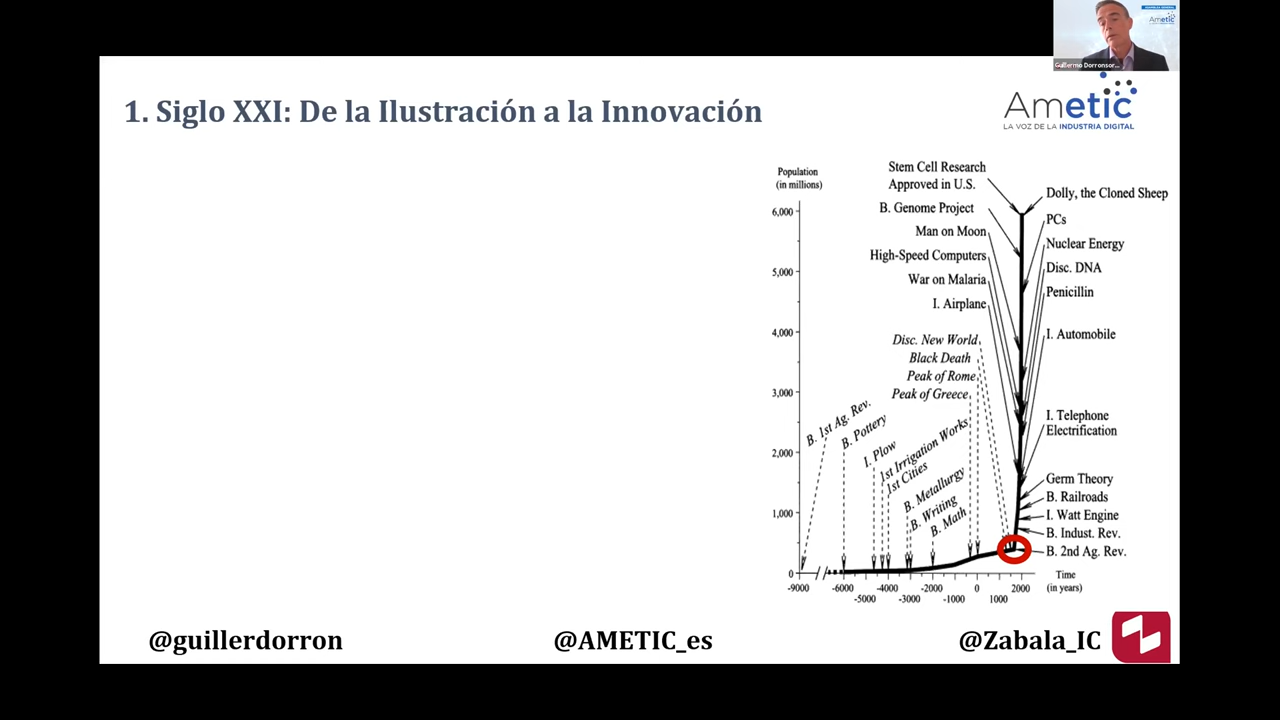 ASAMBLEA GENERAL
Ametic
Guillermo Dorronsor...
1. Siglo XXI: De la Ilustración a la Innovación
Ametic
LA VOZ DE LA INDUSTRIA DIGITAL
Population
(in millions)
6,000
5,000
4,000
3,000
2,000
1,000
0
Stem Cell Research
Approved in U.S.
B. Genome Project
Man on Moon
High-Speed Computers
War on Malaria
I. Airplane
Disc. New World
Black Death
Peak of Rome
Peak of Greece
B. 1st Ag. Rev.
B. Pottery
I. Plow
1st Irrigation Works
1st Cities
B. Metallurgy
B. Writing
B. Math
Dolly, the Cloned Sheep
PCs
Nuclear Energy
Disc. DNA
Penicillin
I. Automobile
I. Telephone
Electrification
Germ Theory
B. Railroads
I. Watt Engine
B. Indust. Rev.
B. 2nd Ag. Rev.
Time
(in years)
-9000
-6000
-5000
-4000
-3000
-2000
-1000
0
1000
2000
@guillerdorron
@AMETIC_es
@Zabala_IC